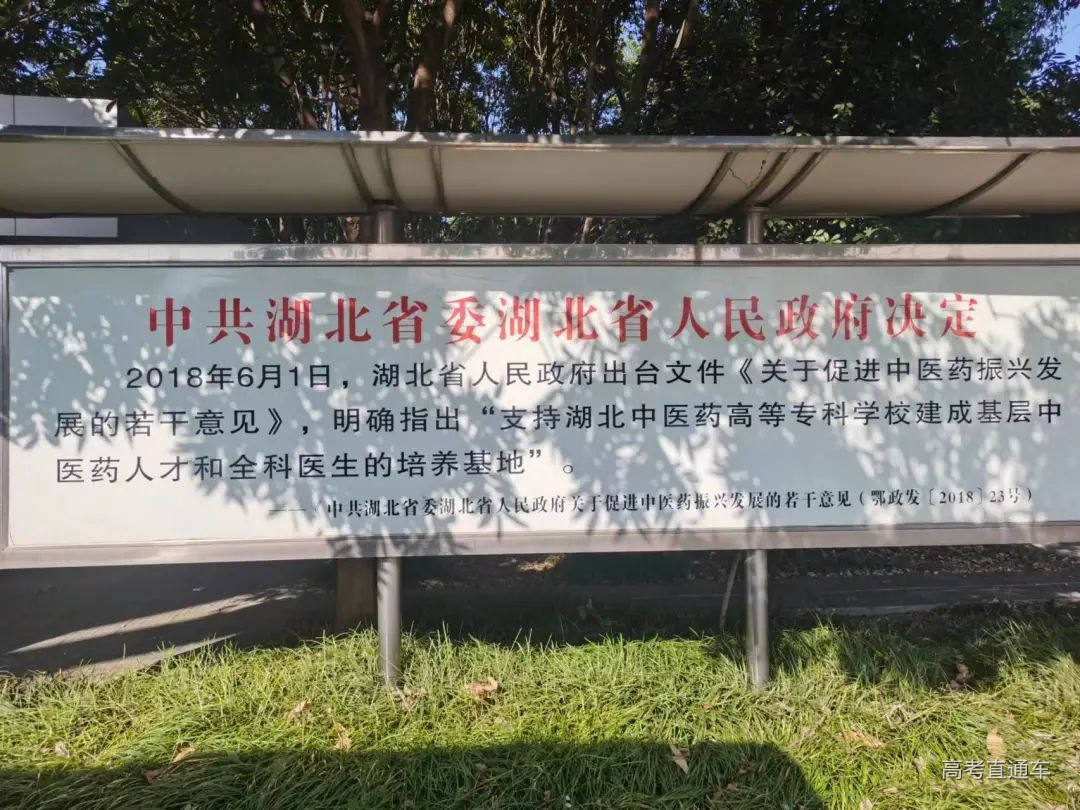 中共湖北省委湖北省人民政府决定
2018年6月1日，湖北省人民政府出台文件《关于促进中医药振兴发
展的若干意见》，明确指出“支持湖北中医药高等专科学校建成基层中
医药人才和全科医生的培养基地”。
——《中共湖北省委湖北省人民政府关于促进中医药振兴发展的若干意见（鄂政发〔2018〕23号）
高考直通车